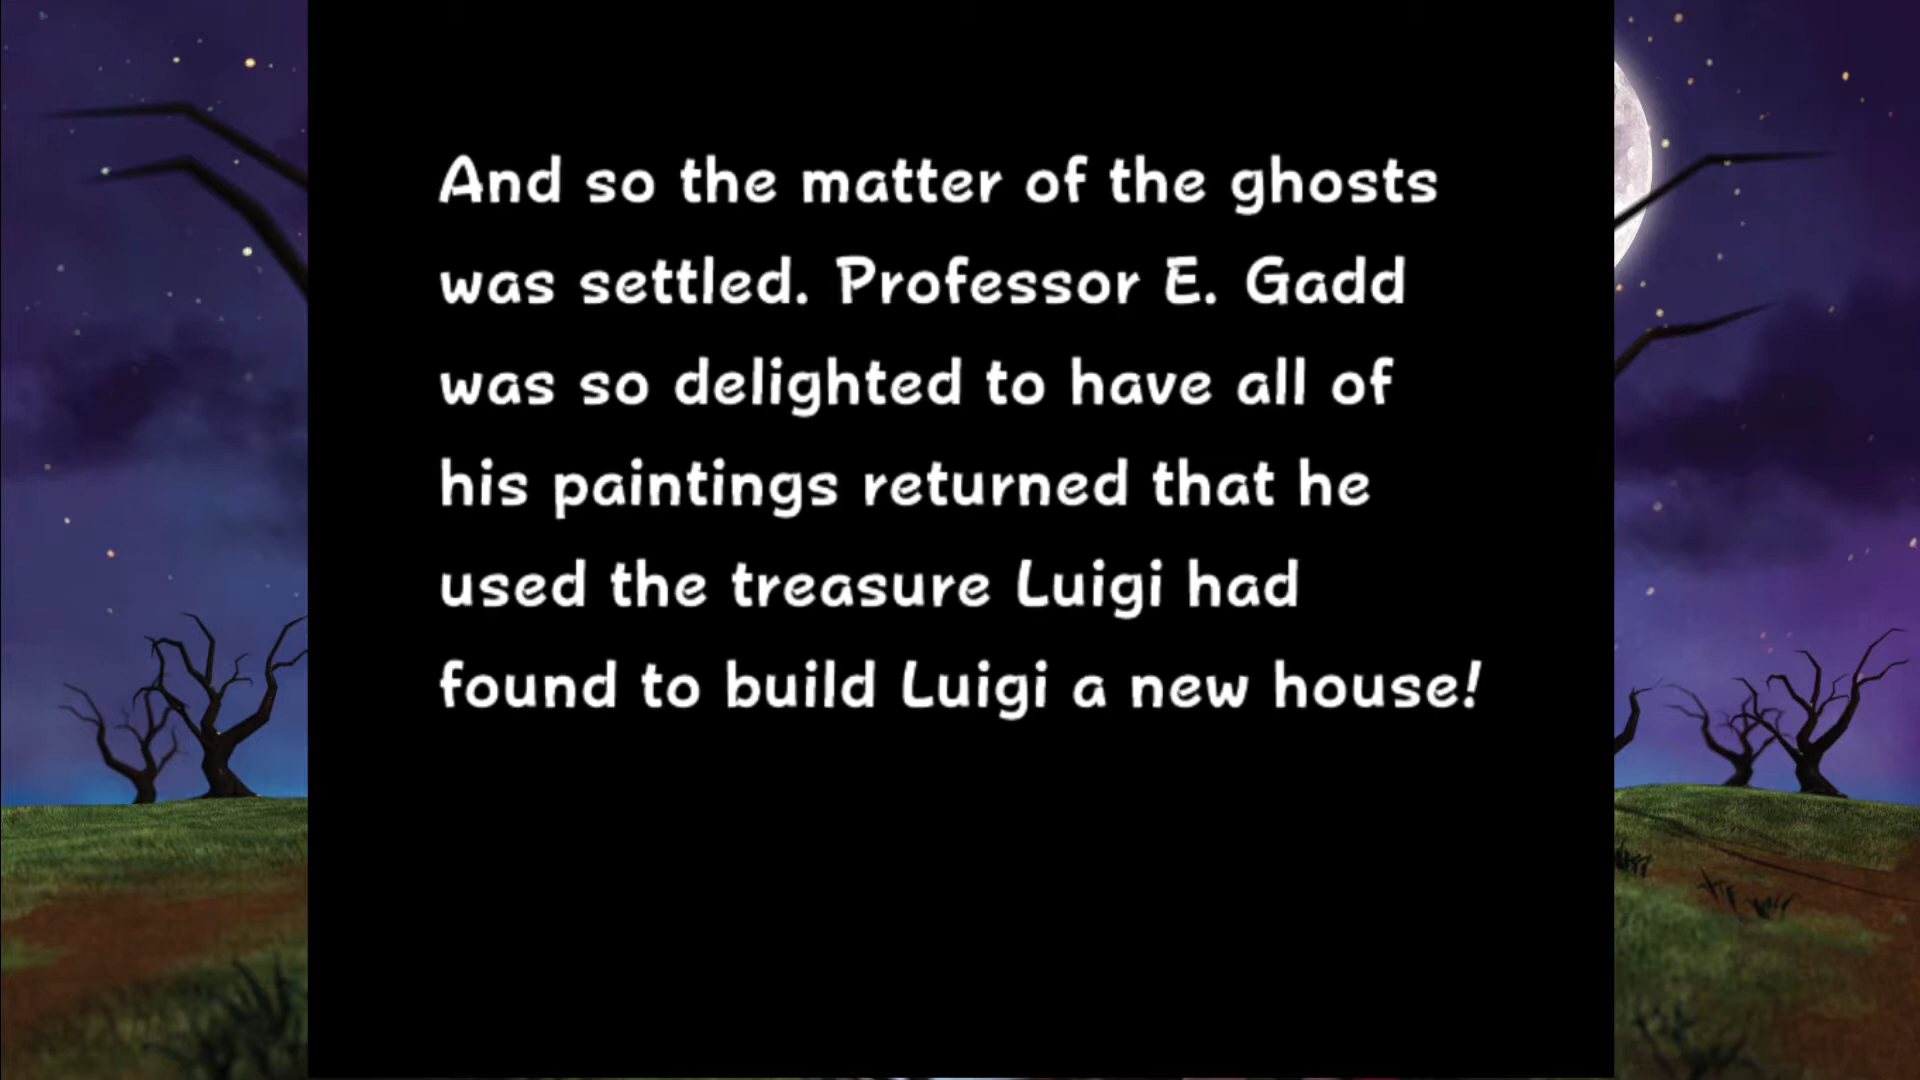 And so the matter of the ghosts
was settled. Professor E. Gadd
was so delighted to have all of
his paintings returned that he
used the treasure Luigi had
found to build Luigi a new house!